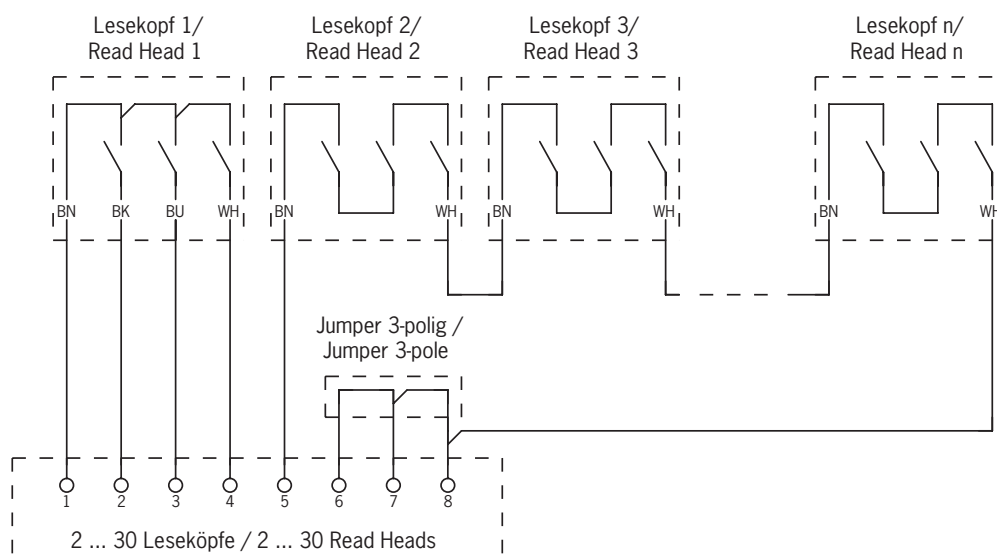 Lesekopf 1/
Read Head 1
Lesekopf 2/
Read Head 2
Lesekopf 3/
Read Head 3
Lesekopf n/
Read Head n
BN BK BU WH
BN WH
BN WH
BN WH
Jumper 3-polig /
Jumper 3-pole
1 2 3 4 5 6 7 8
2 ... 30 Leseköpfe / 2 ... 30 Read Heads